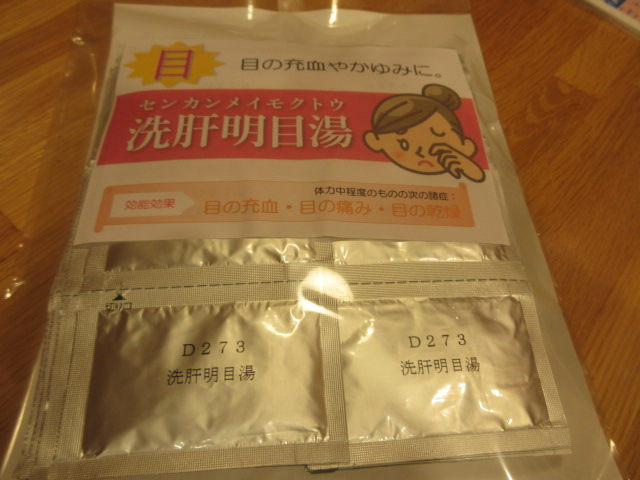 目
目の充血やかゆみに。
センカンメイモクトウ
洗肝明目湯
体力中程度のものの次の諸症:
効能効果
目の充血・目の痛み・目の乾燥
切り口
D273
洗肝明目湯
D273
洗肝明目湯